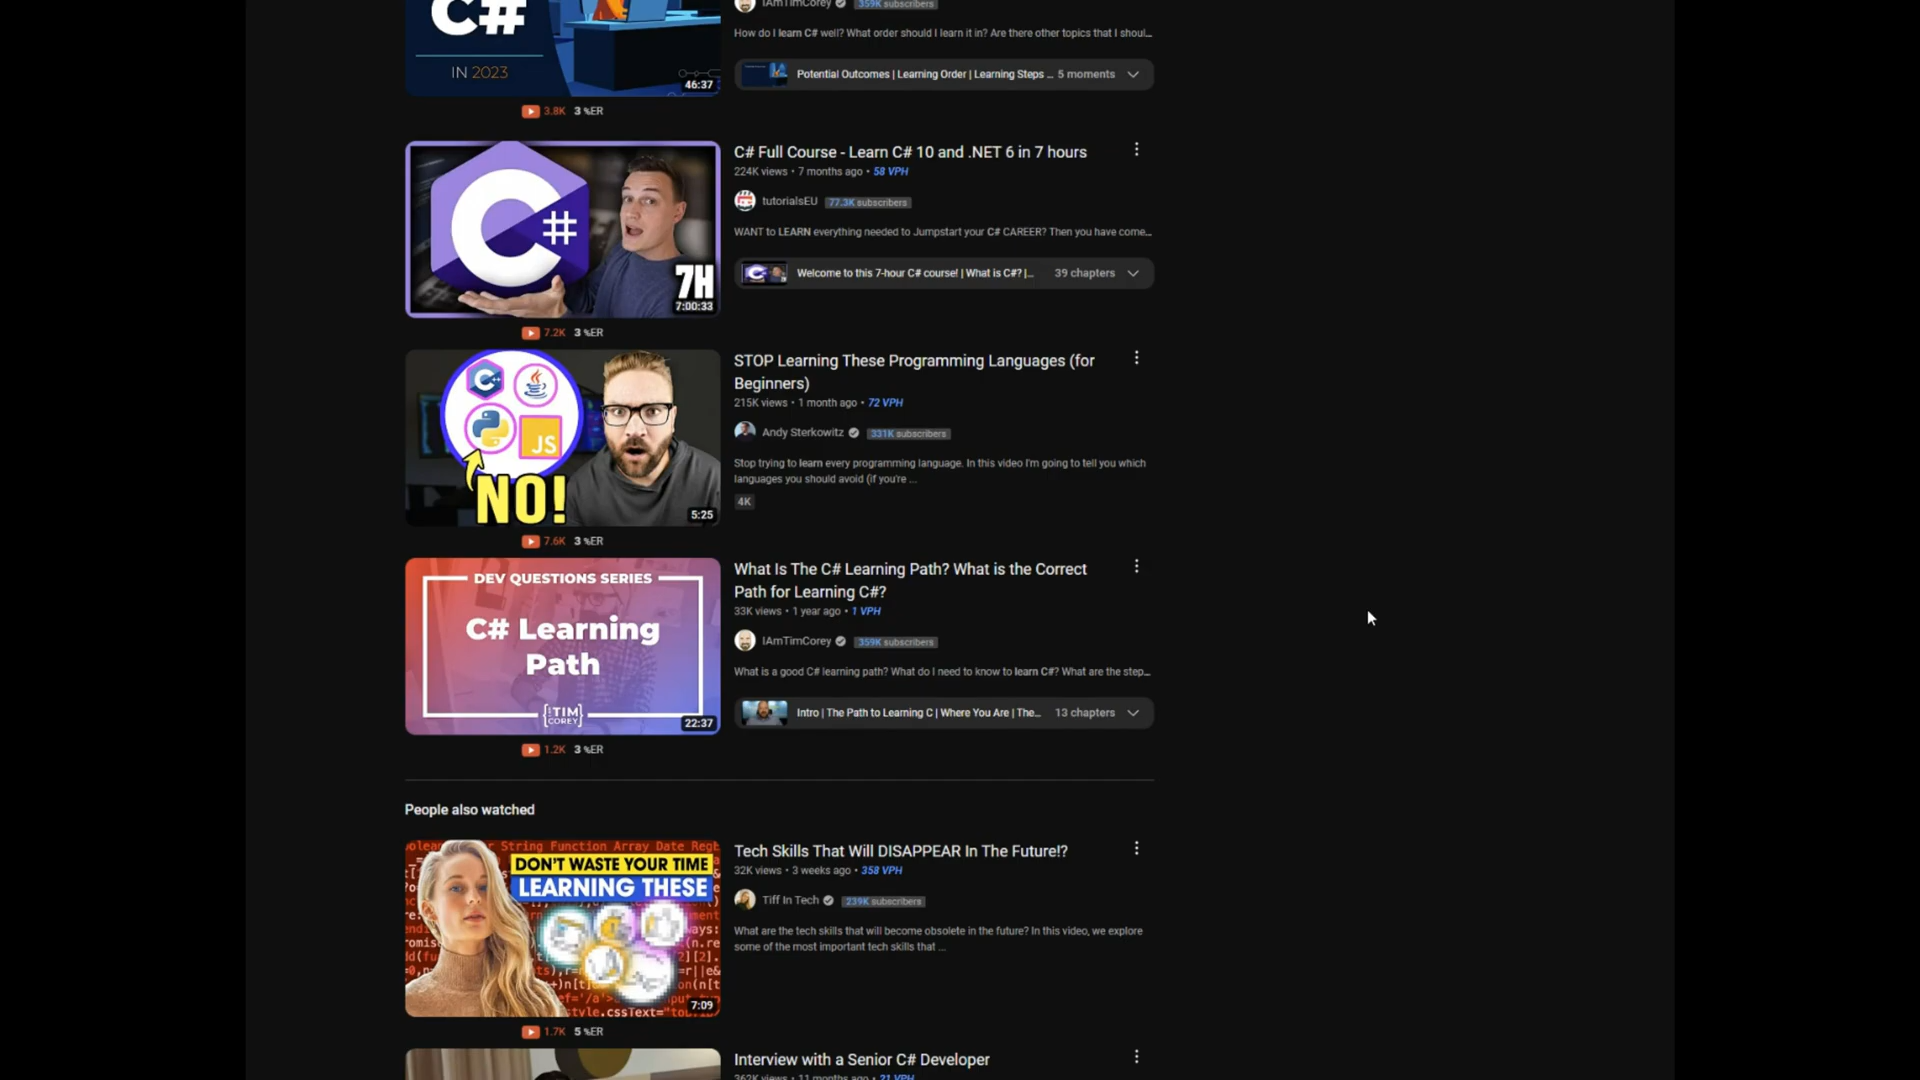 C#
IN 2023
46:37
IAmTimCorey 359K subscribers
How do I learn C# well? What order should I learn it in? Are there other topics that I shoul...
Potential Outcomes | Learning Order | Learning Steps ... 5 moments
3.8K 3 %ER
C#
7H
7:00:33
C# Full Course - Learn C# 10 and .NET 6 in 7 hours
224K views • 7 months ago • 58 VPH
tutorialsEU 77.3K subscribers
WANT to LEARN everything needed to Jumpstart your C# CAREER? Then you have come...
Welcome to this 7-hour C# course! | What is C#? |... 39 chapters
7.2K 3 %ER
JS
NO!
5:25
STOP Learning These Programming Languages (for
Beginners)
215K views • 1 month ago • 72 VPH
Andy Sterkowitz 331K subscribers
Stop trying to learn every programming language. In this video I'm going to tell you which
languages you should avoid (if you're ...
4K
7.6K 3 %ER
DEV QUESTIONS SERIES
C# Learning
Path
TIM
COREY
22:37
What Is The C# Learning Path? What is the Correct
Path for Learning C#?
33K views • 1 year ago • 1 VPH
IAmTimCorey 359K subscribers
What is a good C# learning path? What do I need to know to learn C#? What are the step...
Intro | The Path to Learning C | Where You Are | The... 13 chapters
1.2K 3 %ER
People also watched
DON'T WASTE YOUR TIME
LEARNING THESE
7:09
Tech Skills That Will DISAPPEAR In The Future!?
32K views • 3 weeks ago • 358 VPH
Tiff In Tech 239K subscribers
What are the tech skills that will become obsolete in the future? In this video, we explore
some of the most important tech skills that ...
1.7K 5 %ER
Interview with a Senior C# Developer
362K views • 11 months ago • 21 VPH